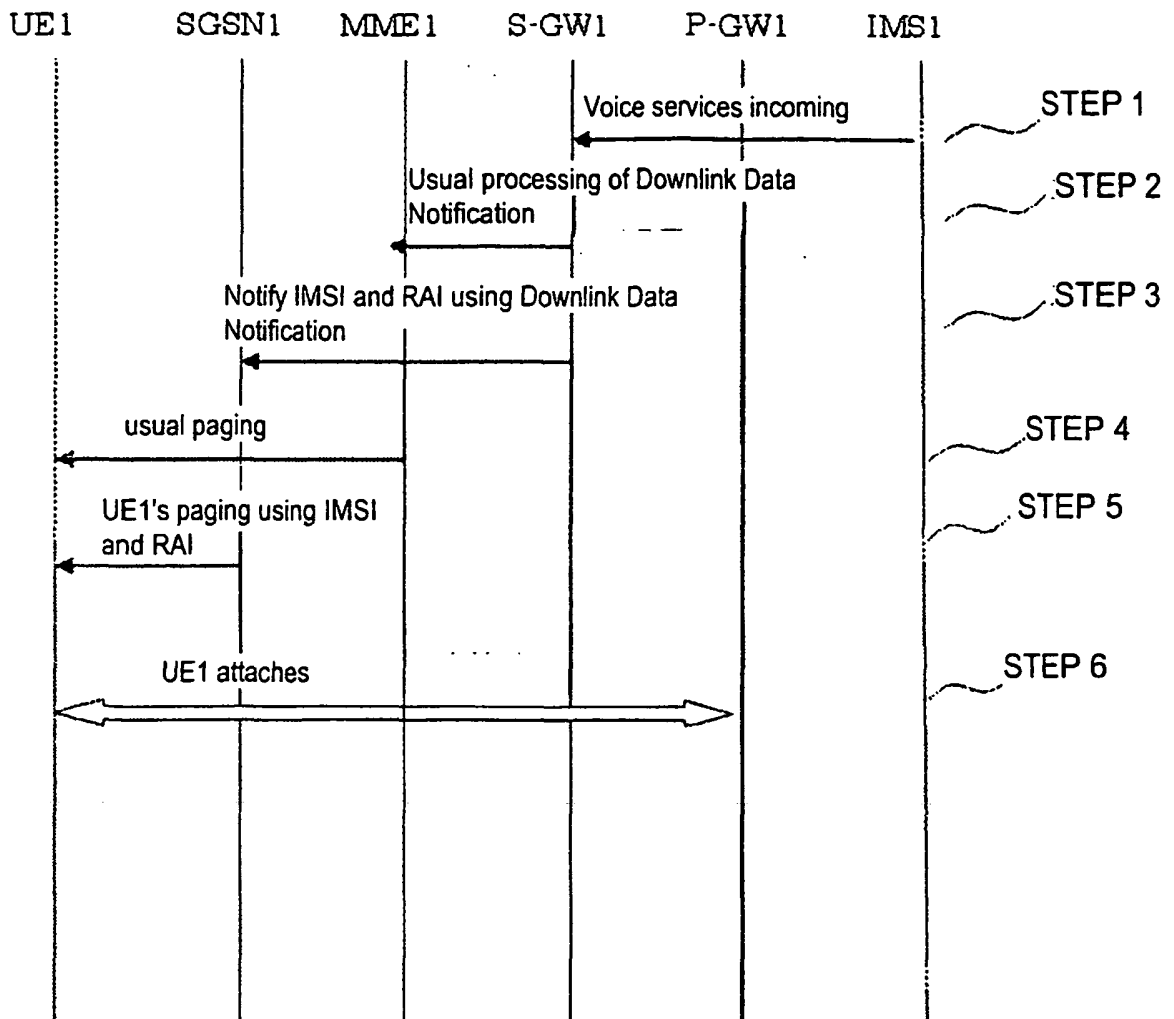 UE1 SGSN1 MME1 S-GW1 P-GW1 IMS1
Voice services incoming
STEP 1
Usual processing of Downlink Data
Notification
STEP 2
Notify IMSI and RAI using Downlink Data
Notification
STEP 3
usual paging
STEP 4
UE1's paging using IMSI
and RAI
STEP 5
UE1 attaches
STEP 6